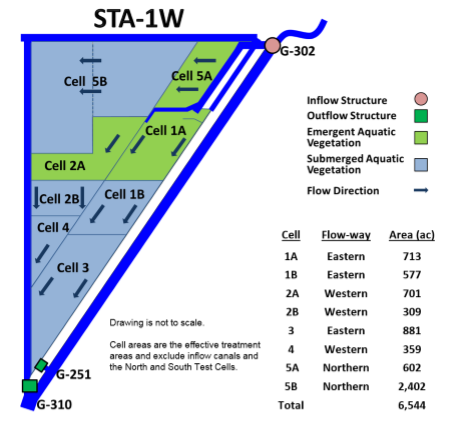 STA-1W
G-302
Cell 5B
Cell 5A
Cell 1A
Cell 2A
Cell 2B
Cell 1B
Cell 4
Cell 3
G-251
G-310
Inflow Structure
Outflow Structure
Emergent Aquatic
Vegetation
Submerged Aquatic
Vegetation
Flow Direction
Drawing is not to scale.
Cell areas are the effective treatment
areas and exclude inflow canals and
the North and South Test Cells.
Cell Flow-way Area (ac)
1A Eastern 713
1B Eastern 577
2A Western 701
2B Western 309
3 Eastern 881
4 Western 359
5A Northern 602
5B Northern 2,402
Total 6,544